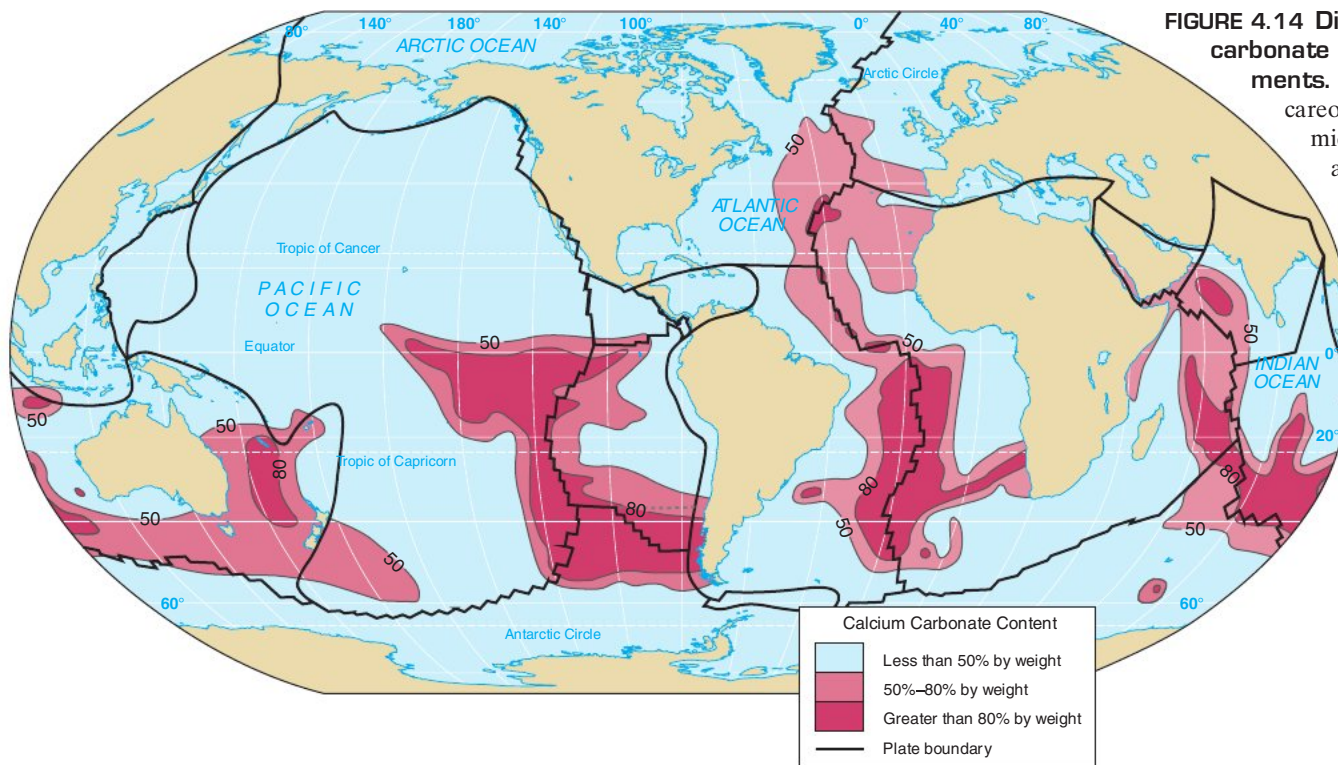 140° 180° 140° 100° 0° 40° 80°
FIGURE 4.14 Di
carbonate
ments.
careo
mic
a
80°
ARCTIC OCEAN
Arctic Circle
50
ATLANTIC
OCEAN
Tropic of Cancer
PACIFIC
OCEAN
50
Equator
50
50
0°
INDIAN
OCEAN
50
50
20°
80
Tropic of Capricorn
80
80
80
50
50
50
50
60°
60°
Antarctic Circle
Calcium Carbonate Content
Less than 50% by weight
50%–80% by weight
Greater than 80% by weight
Plate boundary